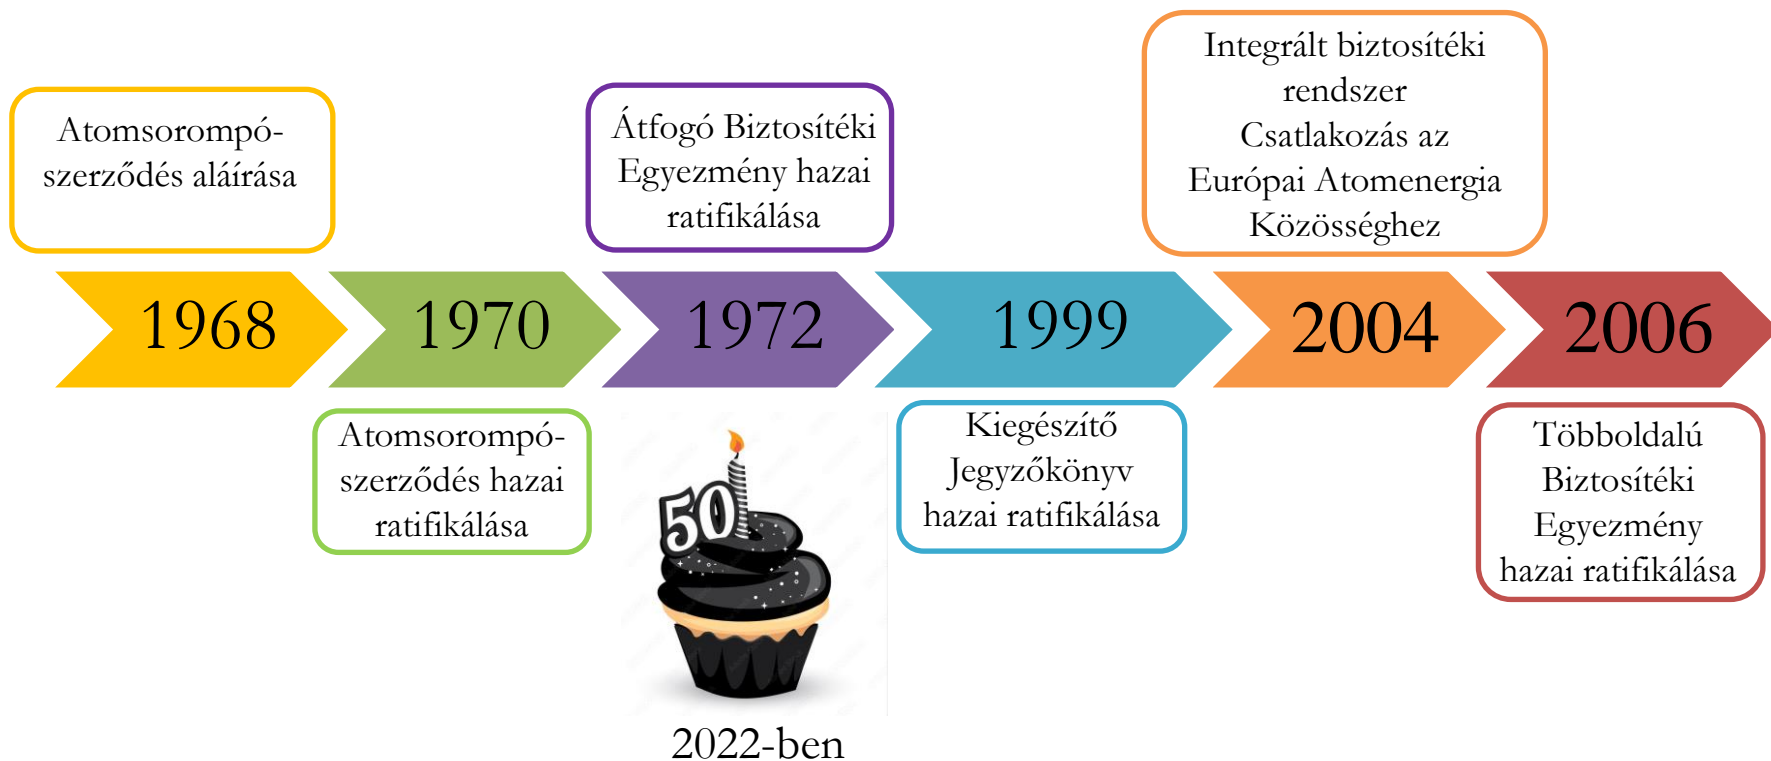 Atomsorompó-
szerződés aláírása
Átfogó Biztosítéki
Egyezmény hazai
ratifikálása
Integrált biztosítéki
rendszer
Csatlakozás az
Európai Atomenergia
Közösséghez
1968
1970
1972
1999
2004
2006
Atomsorompó-
szerződés hazai
ratifikálása
50
2022-ben
Kiegészítő
Jegyzőkönyv
hazai ratifikálása
Többoldalú
Biztosítéki
Egyezmény
hazai ratifikálása